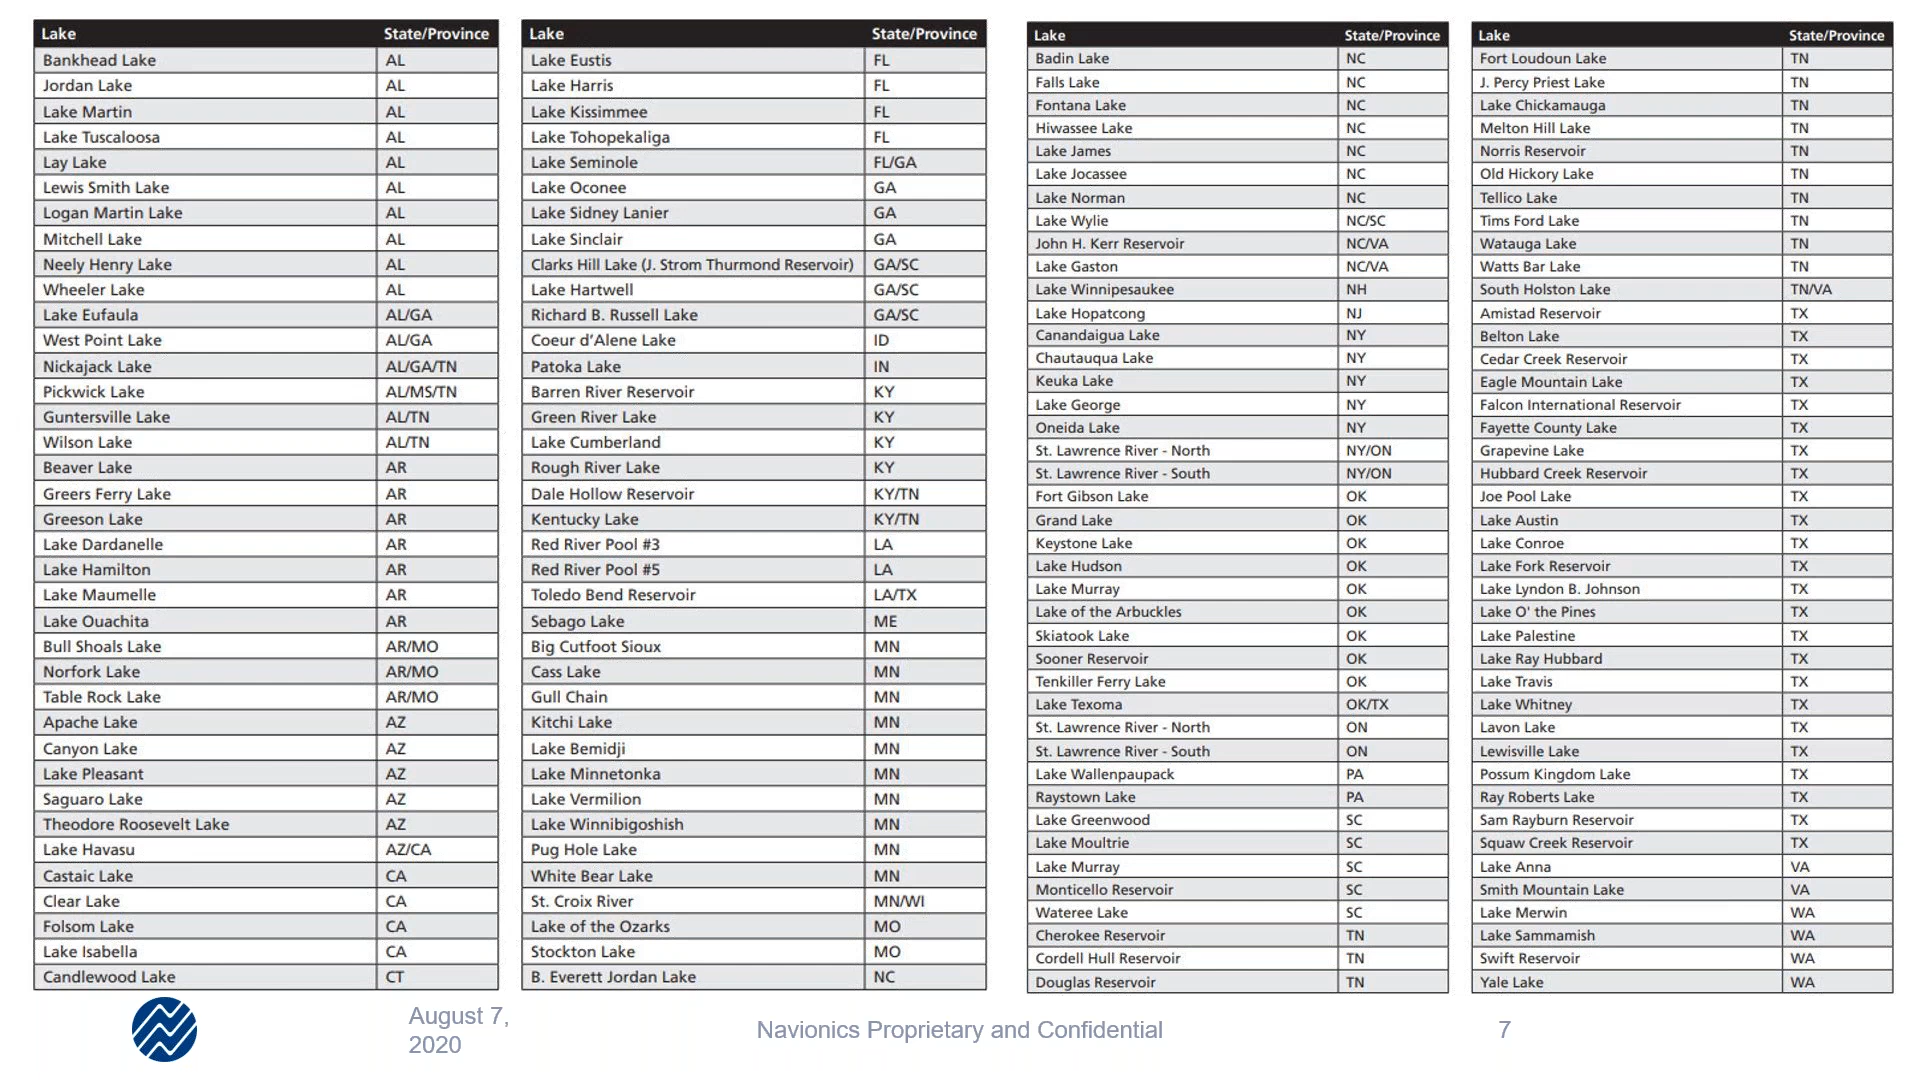 Lake State/Province
Bankhead Lake AL
Jordan Lake AL
Lake Martin AL
Lake Tuscaloosa AL
Lay Lake AL
Lewis Smith Lake AL
Logan Martin Lake AL
Mitchell Lake AL
Neely Henry Lake AL
Wheeler Lake AL
Lake Eufaula AL/GA
West Point Lake AL/GA
Nickajack Lake AL/GA/TN
Pickwick Lake AL/MS/TN
Guntersville Lake AL/TN
Wilson Lake AL/TN
Beaver Lake AR
Greers Ferry Lake AR
Greeson Lake AR
Lake Dardanelle AR
Lake Hamilton AR
Lake Maumelle AR
Lake Ouachita AR
Bull Shoals Lake AR/MO
Norfork Lake AR/MO
Table Rock Lake AR/MO
Apache Lake AZ
Canyon Lake AZ
Lake Pleasant AZ
Saguaro Lake AZ
Theodore Roosevelt Lake AZ
Lake Havasu AZ/CA
Castaic Lake CA
Clear Lake CA
Folsom Lake CA
Lake Isabella CA
Candlewood Lake CT
Lake State/Province
Lake Eustis FL
Lake Harris FL
Lake Kissimmee FL
Lake Tohopekaliga FL
Lake Seminole FL/GA
Lake Oconee GA
Lake Sidney Lanier GA
Lake Sinclair GA
Clarks Hill Lake (J. Strom Thurmond Reservoir) GA/SC
Lake Hartwell GA/SC
Richard B. Russell Lake GA/SC
Coeur d’Alene Lake ID
Patoka Lake IN
Barren River Reservoir KY
Green River Lake KY
Lake Cumberland KY
Rough River Lake KY
Dale Hollow Reservoir KY/TN
Kentucky Lake KY/TN
Red River Pool #3 LA
Red River Pool #5 LA
Toledo Bend Reservoir LA/TX
Sebago Lake ME
Big Cutfoot Sioux MN
Cass Lake MN
Gull Chain MN
Kitchi Lake MN
Lake Bemidji MN
Lake Minnetonka MN
Lake Vermilion MN
Lake Winnibigoshish MN
Pug Hole Lake MN
White Bear Lake MN
St. Croix River MN/WI
Lake of the Ozarks MO
Stockton Lake MO
B. Everett Jordan Lake NC
Lake State/Province
Badin Lake NC
Falls Lake NC
Fontana Lake NC
Hiwassee Lake NC
Lake James NC
Lake Jocassee NC
Lake Norman NC
Lake Wylie NC/SC
John H. Kerr Reservoir NC/VA
Lake Gaston NC/VA
Lake Winnipesaukee NH
Lake Hopatcong NJ
Canandaigua Lake NY
Chautauqua Lake NY
Keuka Lake NY
Lake George NY
Oneida Lake NY
St. Lawrence River - North NY/ON
St. Lawrence River - South NY/ON
Fort Gibson Lake OK
Grand Lake OK
Keystone Lake OK
Lake Hudson OK
Lake Murray OK
Lake of the Arbuckles OK
Skiatook Lake OK
Sooner Reservoir OK
Tenkiller Ferry Lake OK
Lake Texoma OK/TX
St. Lawrence River - North ON
St. Lawrence River - South ON
Lake Wallenpaupack PA
Raystown Lake PA
Lake Greenwood SC
Lake Moultrie SC
Lake Murray SC
Monticello Reservoir SC
Wateree Lake SC
Cherokee Reservoir TN
Cordell Hull Reservoir TN
Douglas Reservoir TN
Lake State/Province
Fort Loudoun Lake TN
J. Percy Priest Lake TN
Lake Chickamauga TN
Melton Hill Lake TN
Norris Reservoir TN
Old Hickory Lake TN
Tellico Lake TN
Tims Ford Lake TN
Watauga Lake TN
Watts Bar Lake TN
South Holston Lake TN/VA
Amistad Reservoir TX
Belton Lake TX
Cedar Creek Reservoir TX
Eagle Mountain Lake TX
Falcon International Reservoir TX
Fayette County Lake TX
Grapevine Lake TX
Hubbard Creek Reservoir TX
Joe Pool Lake TX
Lake Austin TX
Lake Conroe TX
Lake Fork Reservoir TX
Lake Lyndon B. Johnson TX
Lake O' the Pines TX
Lake Palestine TX
Lake Ray Hubbard TX
Lake Travis TX
Lake Whitney TX
Lavon Lake TX
Lewisville Lake TX
Possum Kingdom Lake TX
Ray Roberts Lake TX
Sam Rayburn Reservoir TX
Squaw Creek Reservoir TX
Lake Anna VA
Smith Mountain Lake VA
Lake Merwin WA
Lake Sammamish WA
Swift Reservoir WA
Yale Lake WA
August 7,
2020
Navionics Proprietary and Confidential
7